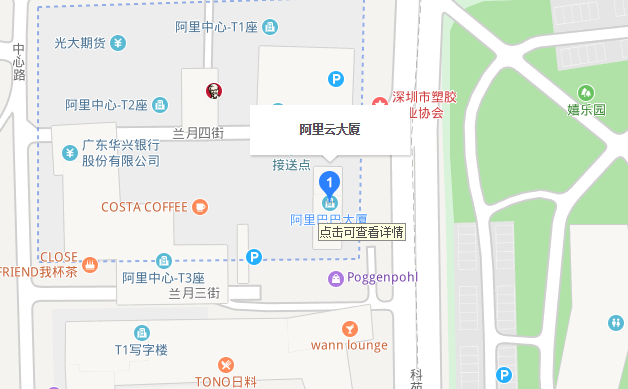 阿里中心-T1座
光大期货
中心路
深圳市塑胶
业协会
阿里中心-T2座
嬉乐园
兰月四街
阿里云大厦
广东华兴银行
股份有限公司
接送点
1
COSTA COFFEE
阿里巴巴大厦
点击可查看详情
CLOSE
FRIEND我杯茶
阿里中心-T3座
Poggenpohl
兰月三街
T1写字楼
wann lounge
TONO日料
科苑
P
P
P